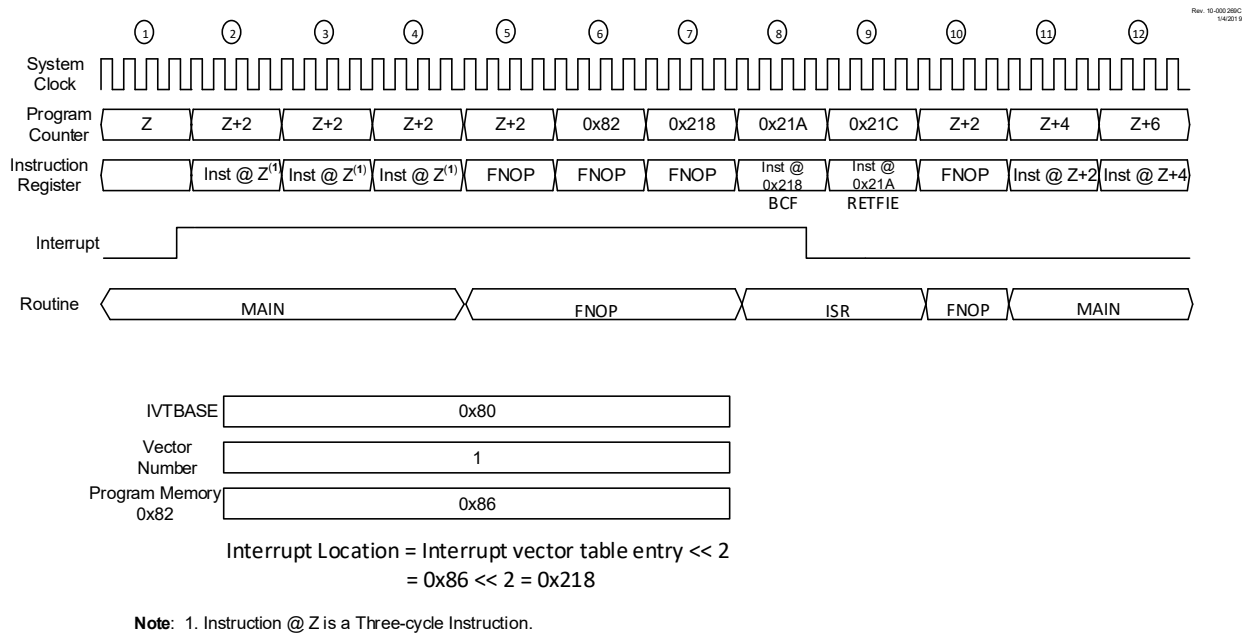 Rev. 10-000 269C
1/4/201 9
1 2 3 4 5 6 7 8 9 10 11 12
System
Clock
Program
Counter
Z Z+2 Z+2 Z+2 Z+2 0x82 0x218 0x21A 0x21C Z+2 Z+4 Z+6
Instruction
Register
Inst @ Z(1) Inst @ Z(1) Inst @ Z(1) FNOP FNOP FNOP Inst @ 0x218 BCF Inst @ 0x21A RETFIE FNOP Inst @ Z+2 Inst @ Z+4
Interrupt
Routine MAIN FNOP ISR FNOP MAIN
IVTBASE 0x80
Vector
Number
1
Program Memory
0x82
0x86
Interrupt Location = Interrupt vector table entry << 2
= 0x86 << 2 = 0x218
Note: 1. Instruction @ Z is a Three-cycle Instruction.